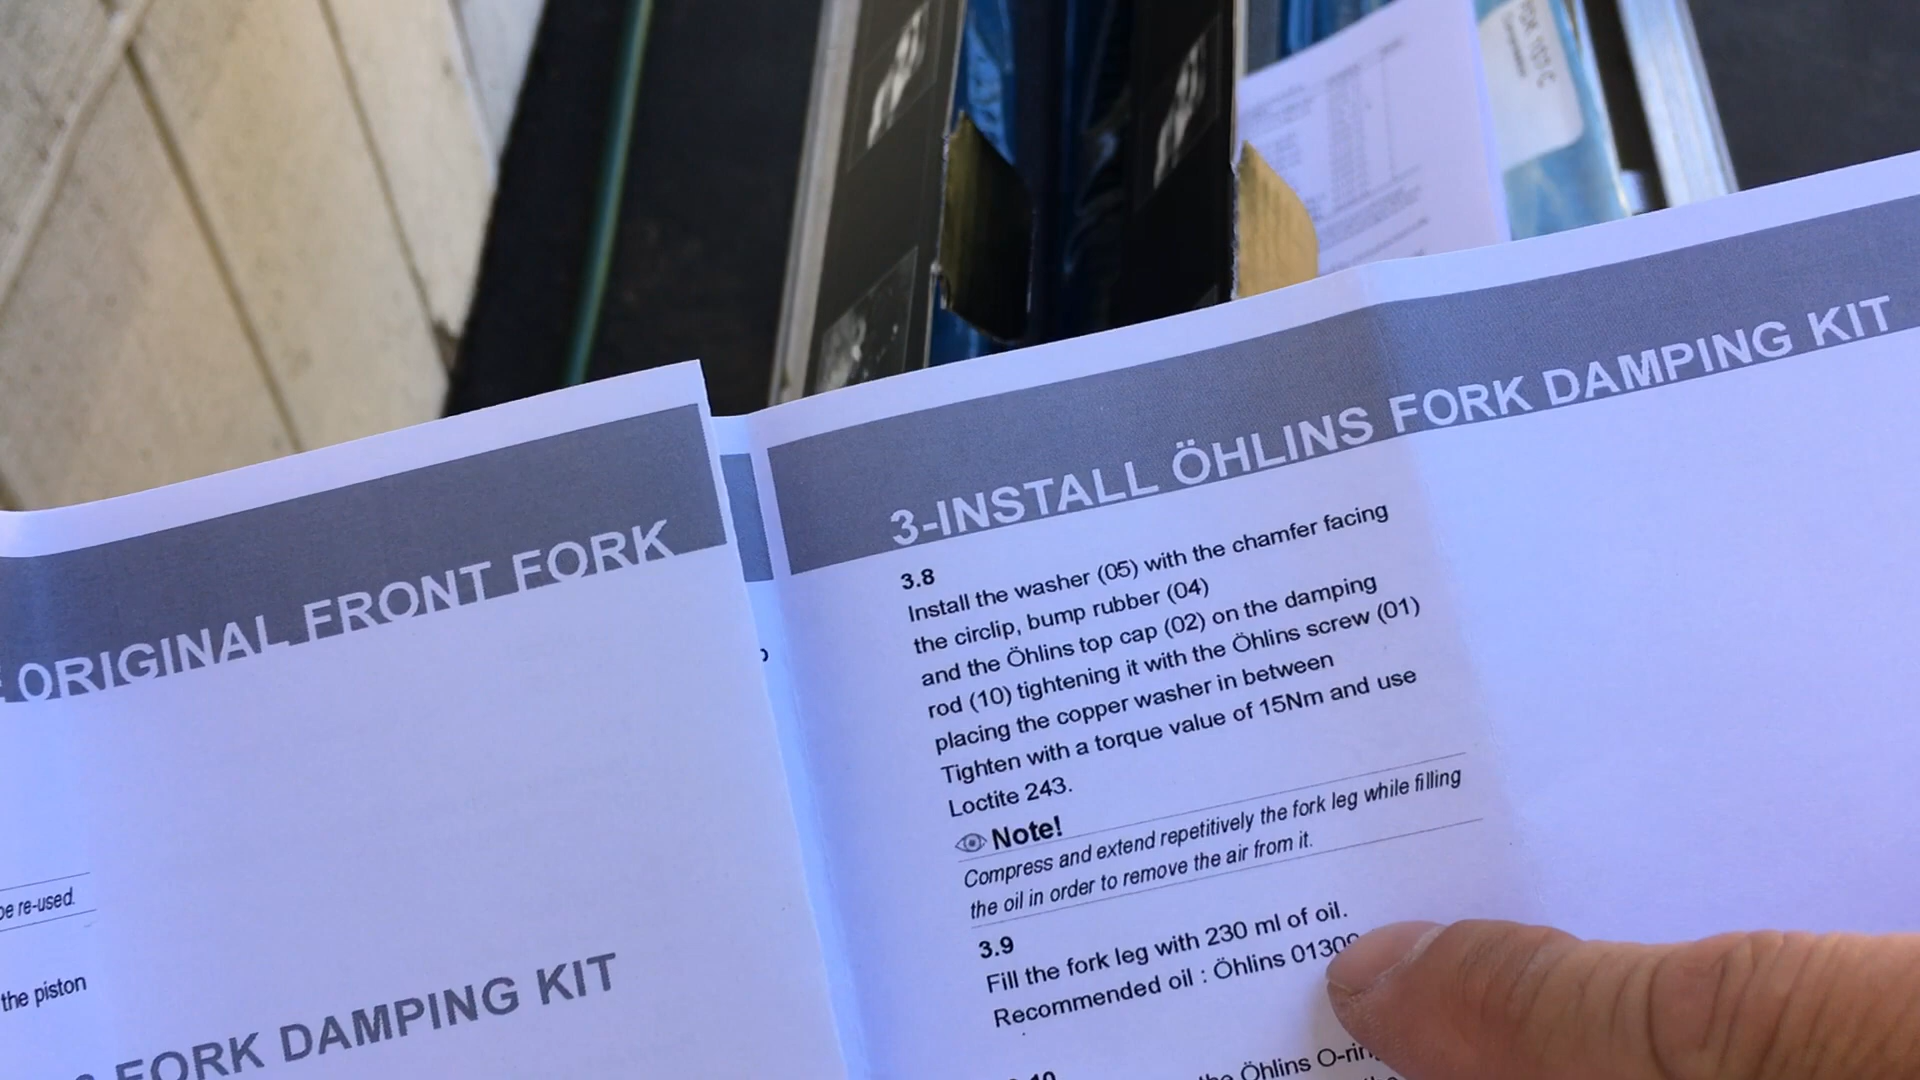 ORIGINAL FRONT FORK
be re-used.
the piston
FORK DAMPING KIT
3-INSTALL ÖHLINS FORK DAMPING KIT
3.8
Install the washer (05) with the chamfer facing
the circlip, bump rubber (04)
and the Öhlins top cap (02) on the damping
rod (10) tightening it with the Öhlins screw (01)
placing the copper washer in between
Tighten with a torque value of 15Nm and use
Loctite 243.
Note!
Compress and extend repetitively the fork leg while filling
the oil in order to remove the air from it.
3.9
Fill the fork leg with 230 ml of oil.
Recommended oil : Öhlins 01309
Öhlins